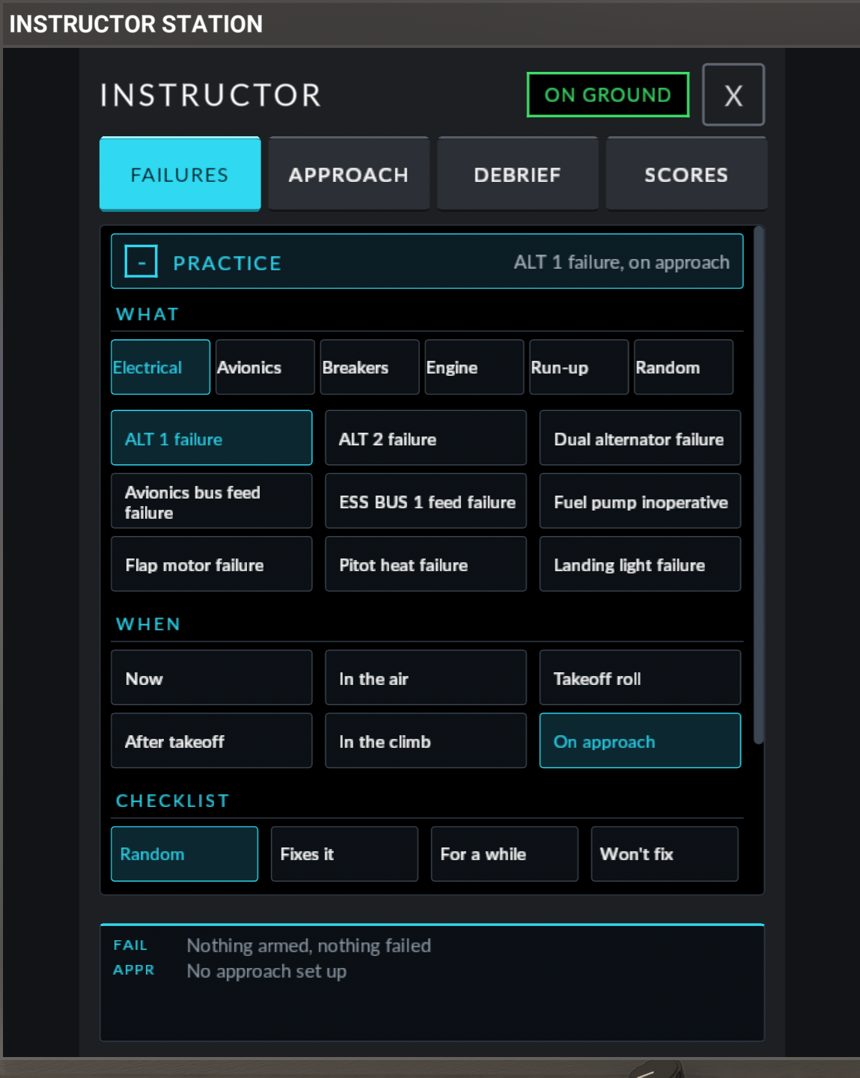 INSTRUCTOR STATION
INSTRUCTOR
ON GROUND
X
FAILURES
APPROACH
DEBRIEF
SCORES
- PRACTICE
ALT 1 failure, on approach
WHAT
Electrical
Avionics
Breakers
Engine
Run-up
Random
ALT 1 failure
ALT 2 failure
Dual alternator failure
Avionics bus feed
failure
ESS BUS 1 feed failure
Fuel pump inoperative
Flap motor failure
Pitot heat failure
Landing light failure
WHEN
Now
In the air
Takeoff roll
After takeoff
In the climb
On approach
CHECKLIST
Random
Fixes it
For a while
Won't fix
FAIL Nothing armed, nothing failed
APPR No approach set up